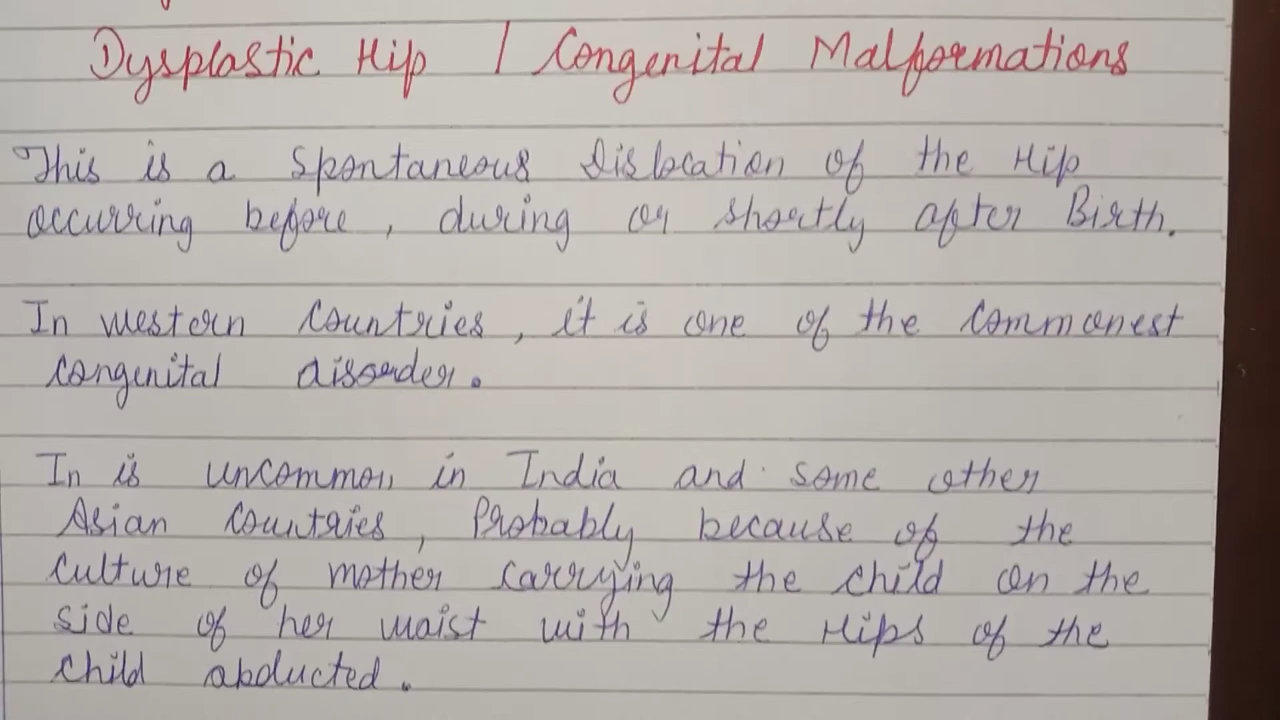 Dysplastic Hip / Congenital Malformations
This is a Spontaneous Dislocation of the Hip
occurring before, during or shortly after Birth.
In western Countries, it is one of the Commonest
congenital disorder.
In is uncommon in India and some other
Asian Countries, Probably because of the
culture of mother carrying the child on the
side of her waist with the Hips of the
child abducted.